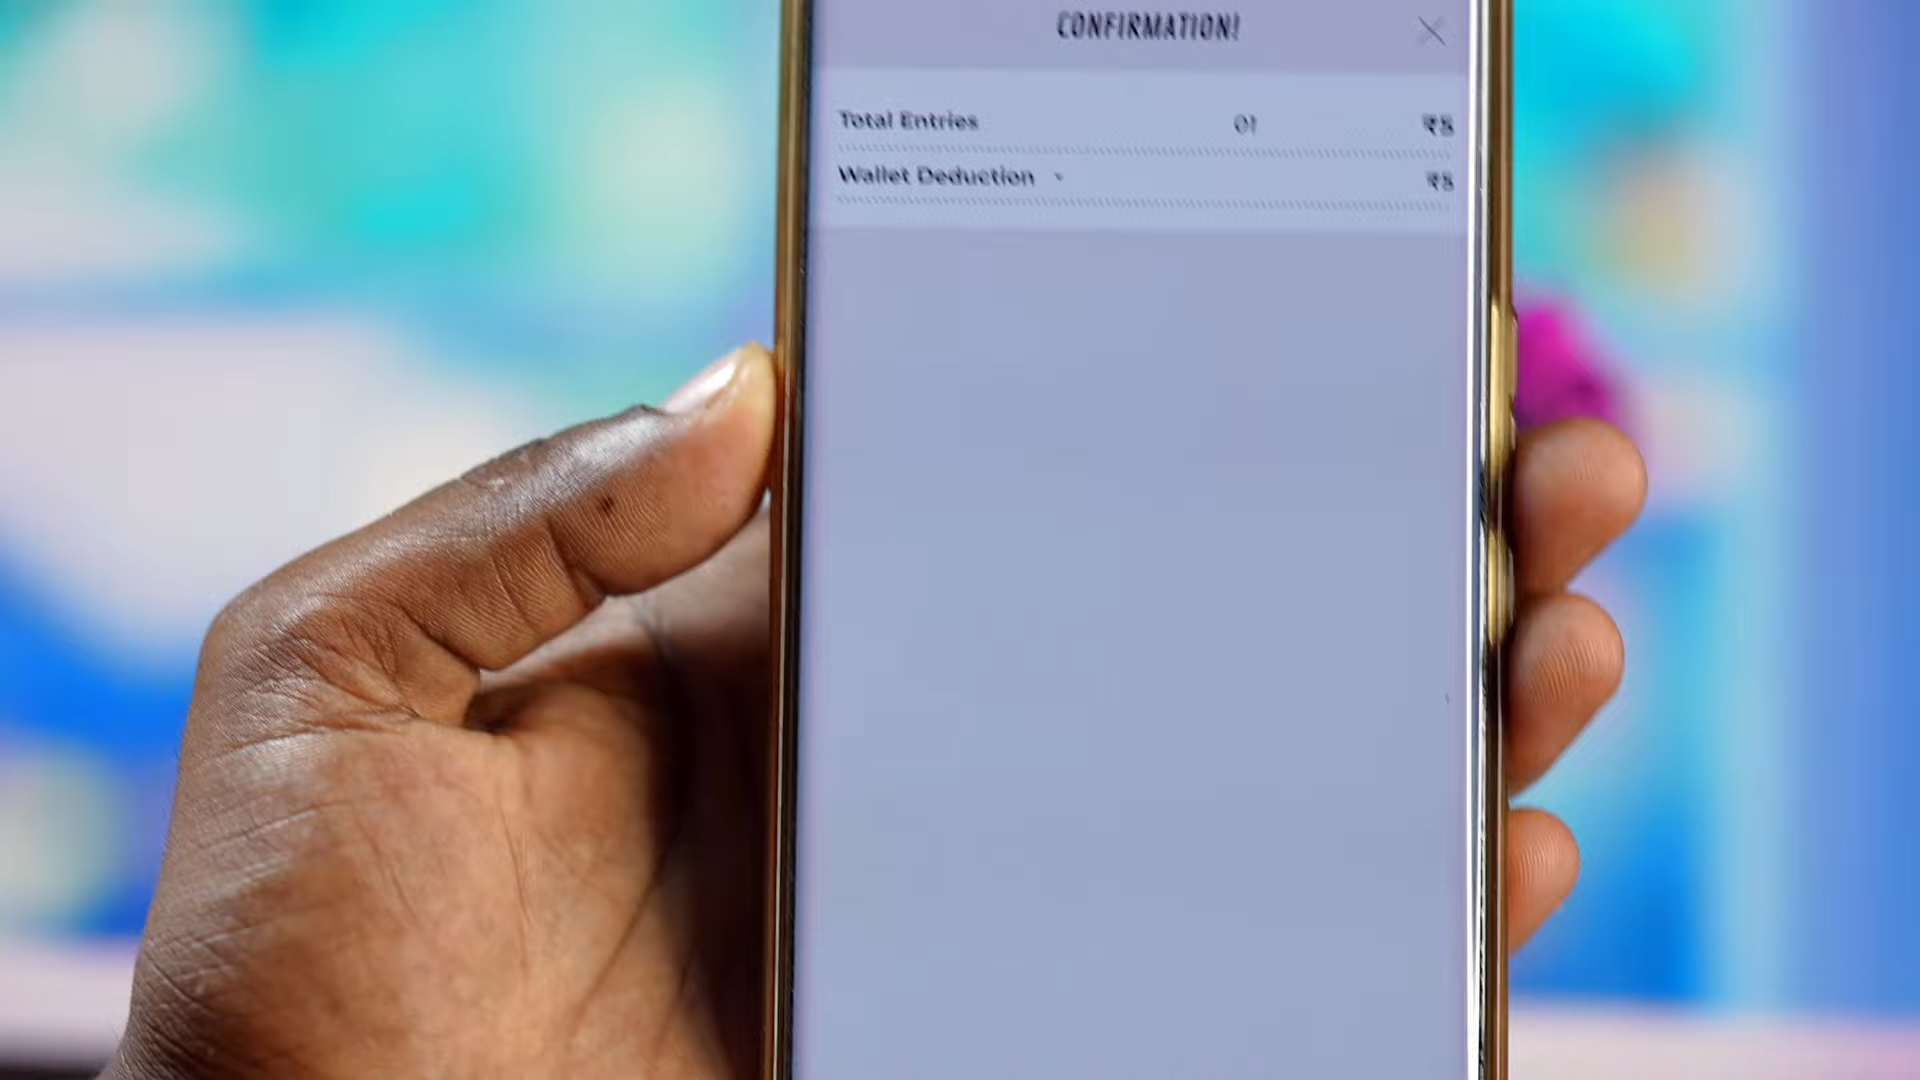 CONFIRMATION!
Total Entries 01 ₹5
Wallet Deduction ₹5